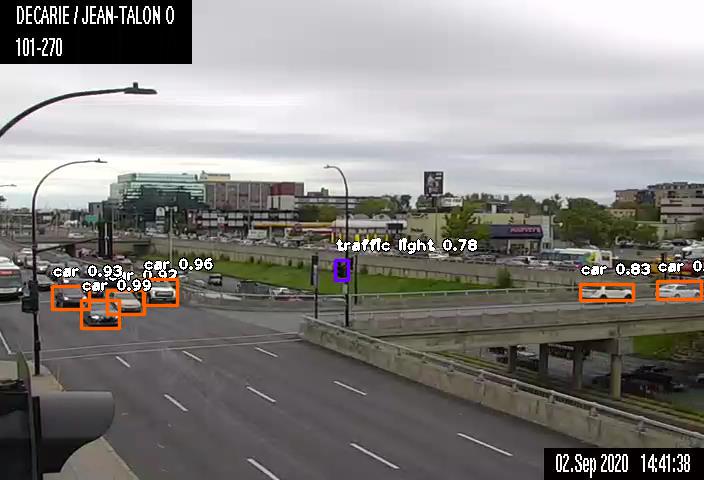 DECARIE / JEAN-TALON O
101-270
traffic light 0.78
car 0.96
car 0.93
car 0.99
car 0.83
HARVEY'S
02.Sep 2020 14:41:38